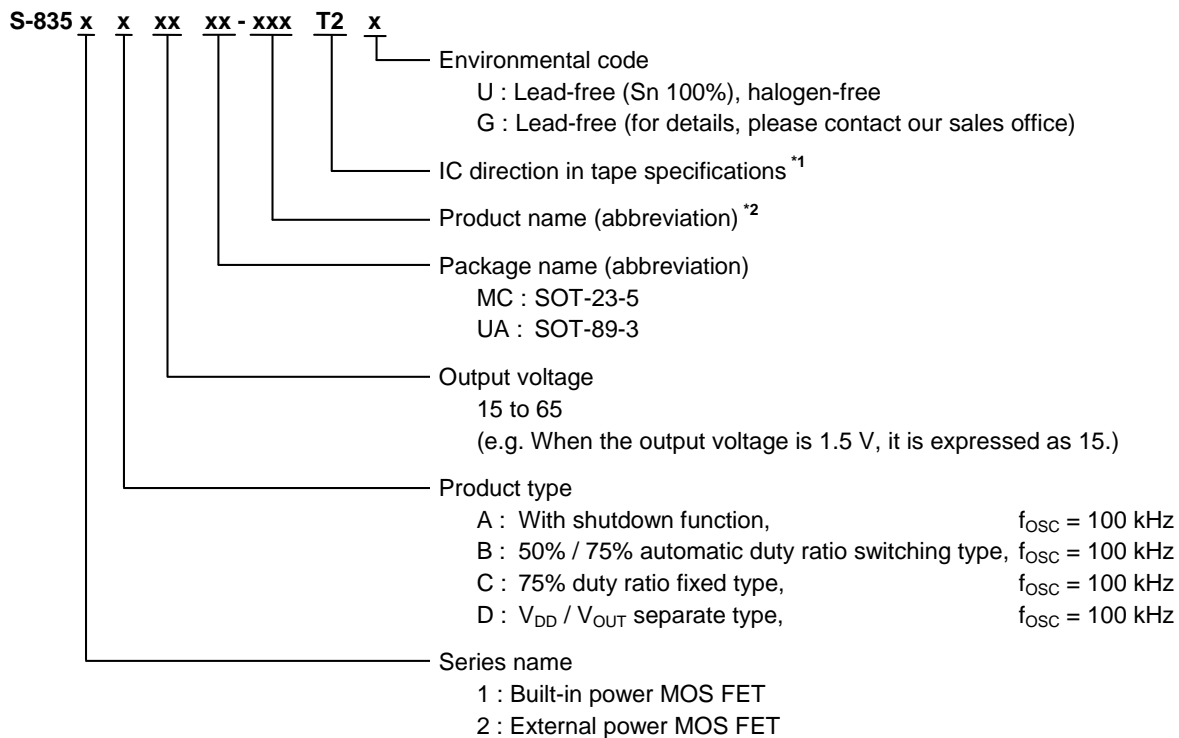 S-835 x x xx xx - xxx T2 x
Environmental code
U : Lead-free (Sn 100%), halogen-free
G : Lead-free (for details, please contact our sales office)
IC direction in tape specifications *1
Product name (abbreviation) *2
Package name (abbreviation)
MC : SOT-23-5
UA : SOT-89-3
Output voltage
15 to 65
(e.g. When the output voltage is 1.5 V, it is expressed as 15.)
Product type
A : With shutdown function, fOSC = 100 kHz
B : 50% / 75% automatic duty ratio switching type, fOSC = 100 kHz
C : 75% duty ratio fixed type, fOSC = 100 kHz
D : VDD / VOUT separate type, fOSC = 100 kHz
Series name
1 : Built-in power MOS FET
2 : External power MOS FET